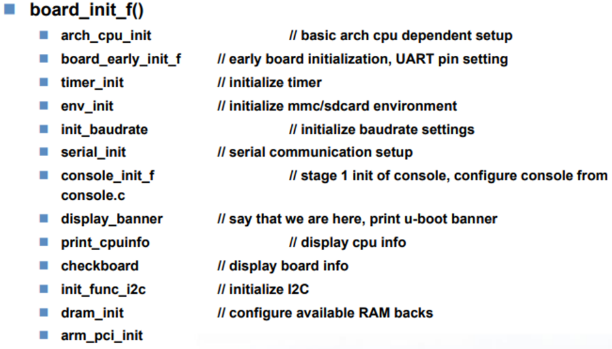 board_init_f()
arch_cpu_init // basic arch cpu dependent setup
board_early_init_f // early board initialization, UART pin setting
timer_init // initialize timer
env_init // initialize mmc/sdcard environment
init_baudrate // initialize baudrate settings
serial_init // serial communication setup
console_init_f // stage 1 init of console, configure console from
console.c
display_banner // say that we are here, print u-boot banner
print_cpuinfo // display cpu info
checkboard // display board info
init_func_i2c // initialize I2C
dram_init // configure available RAM backs
arm_pci_init